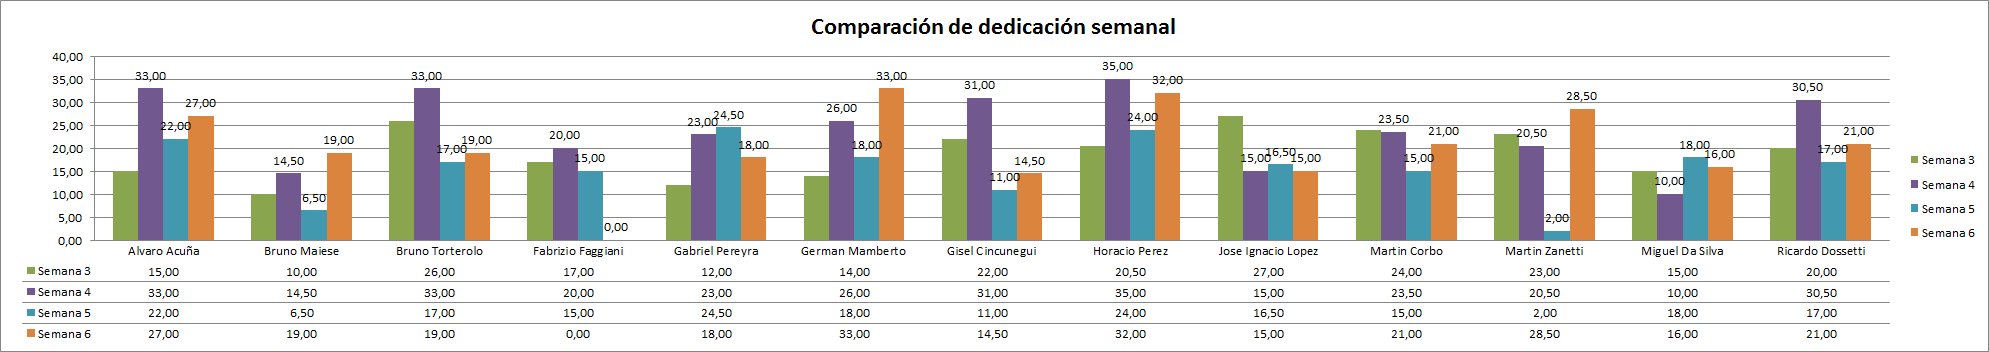 Comparación de dedicación semanal
40,00
35,00
30,00
25,00
20,00
15,00
10,00
5,00
0,00
33,00 22,00 27,00
14,50 6,50 19,00
33,00 17,00 19,00
20,00 15,00 0,00
23,00 24,50 18,00
26,00 18,00 33,00
31,00 11,00 14,50
35,00 24,00 32,00
15,00 16,50 15,00
23,50 15,00 21,00
20,50 2,00 28,50
10,00 18,00 16,00
30,50 17,00 21,00
Semana 3
Semana 4
Semana 5
Semana 6
Alvaro Acuña Bruno Maiese Bruno Torterolo Fabrizio Faggiani Gabriel Pereyra German Mamberto Gisel Cincunegui Horacio Perez Jose Ignacio Lopez Martin Corbo Martin Zanetti Miguel Da Silva Ricardo Dossetti
Semana 3 15,00 10,00 26,00 17,00 12,00 14,00 22,00 20,50 27,00 24,00 23,00 15,00 20,00
Semana 4 33,00 14,50 33,00 20,00 23,00 26,00 31,00 35,00 15,00 23,50 20,50 10,00 30,50
Semana 5 22,00 6,50 17,00 15,00 24,50 18,00 11,00 24,00 16,50 15,00 2,00 18,00 17,00
Semana 6 27,00 19,00 19,00 0,00 18,00 33,00 14,50 32,00 15,00 21,00 28,50 16,00 21,00